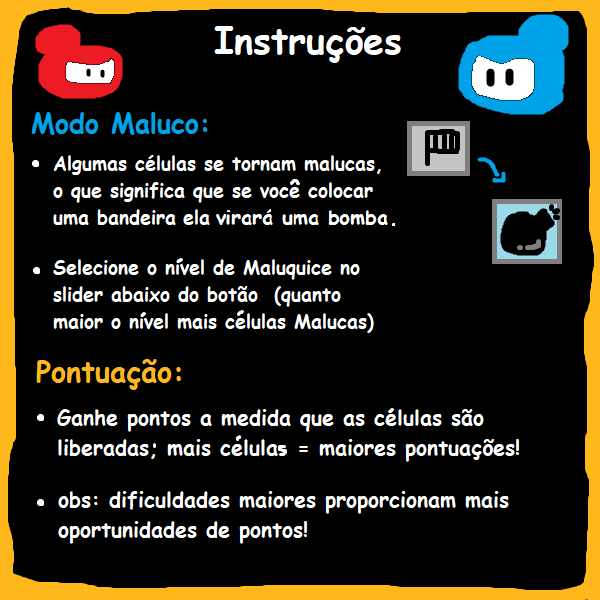 Instruções
Modo Maluco:
• Algumas células se tornam malucas,
o que significa que se você colocar
uma bandeira ela virará uma bomba.
• Selecione o nível de Maluquice no
slider abaixo do botão (quanto
maior o nível mais células Malucas)
Pontuação:
• Ganhe pontos a medida que as células são
liberadas; mais células = maiores pontuações!
• obs: dificuldades maiores proporcionam mais
oportunidades de pontos!